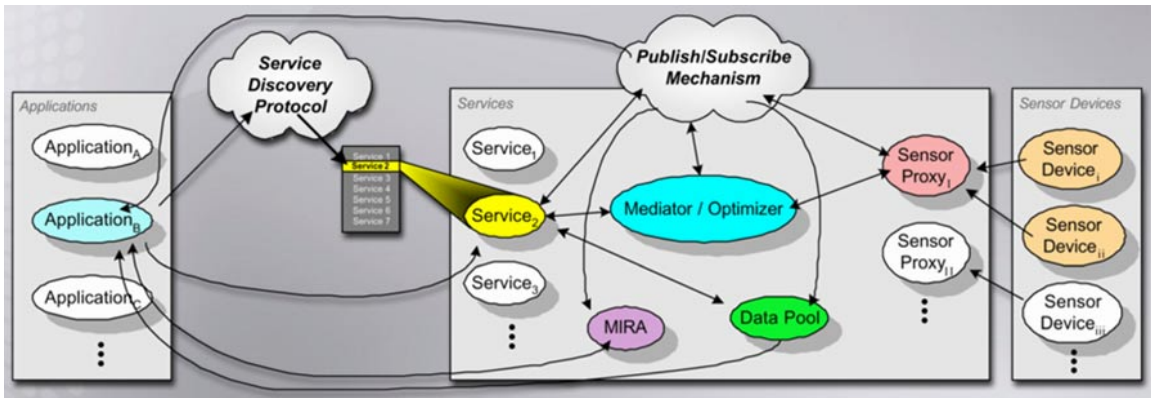 Service
Discovery
Protocol
Publish/Subscribe
Mechanism
Applications
Application_A
Application_B
Application_C
Service 1
Service 2
Service 3
Service 4
Service 5
Service 6
Service 7
Services
Service_1
Service_2
Service_3
Mediator / Optimizer
MIRA
Data Pool
Sensor
Proxy_I
Sensor
Proxy_II
Sensor Devices
Sensor
Device_i
Sensor
Device_ii
Sensor
Device_iii